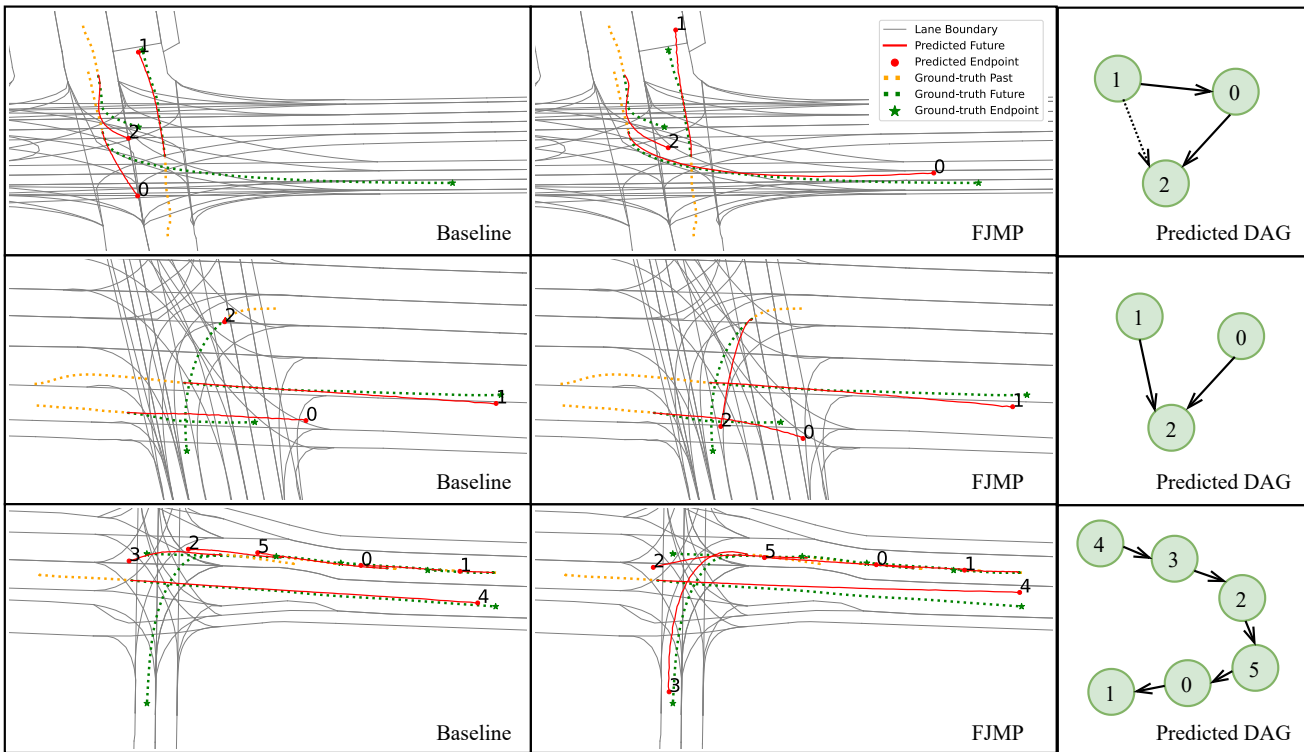 1
2
0
Baseline
1
Lane Boundary
Predicted Future
Predicted Endpoint
Ground-truth Past
Ground-truth Future
Ground-truth Endpoint
2
0
FJMP
1
0
2
Predicted DAG
2
1
0
Baseline
1
2
0
FJMP
1
0
2
Predicted DAG
3
2
5
0
1
4
Baseline
2
5
0
1
4
3
FJMP
4
3
2
5
0
1
Predicted DAG